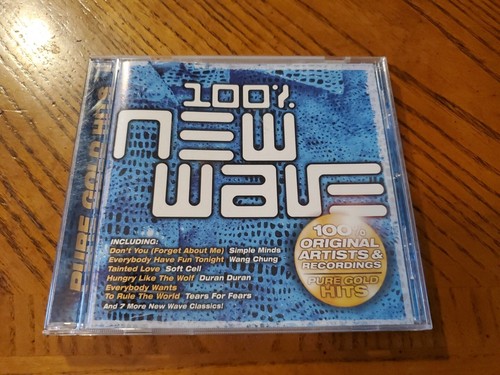 PURE GOLD HITS
100%
new
wave
INCLUDING:
Don't You (Forget About Me) Simple Minds
Everybody Have Fun Tonight Wang Chung
Tainted Love Soft Cell
Hungry Like The Wolf Duran Duran
Everybody Wants
To Rule The World Tears For Fears
And 7 More New Wave Classics!
100%
ORIGINAL
ARTISTS &
RECORDINGS
PURE GOLD
HITS